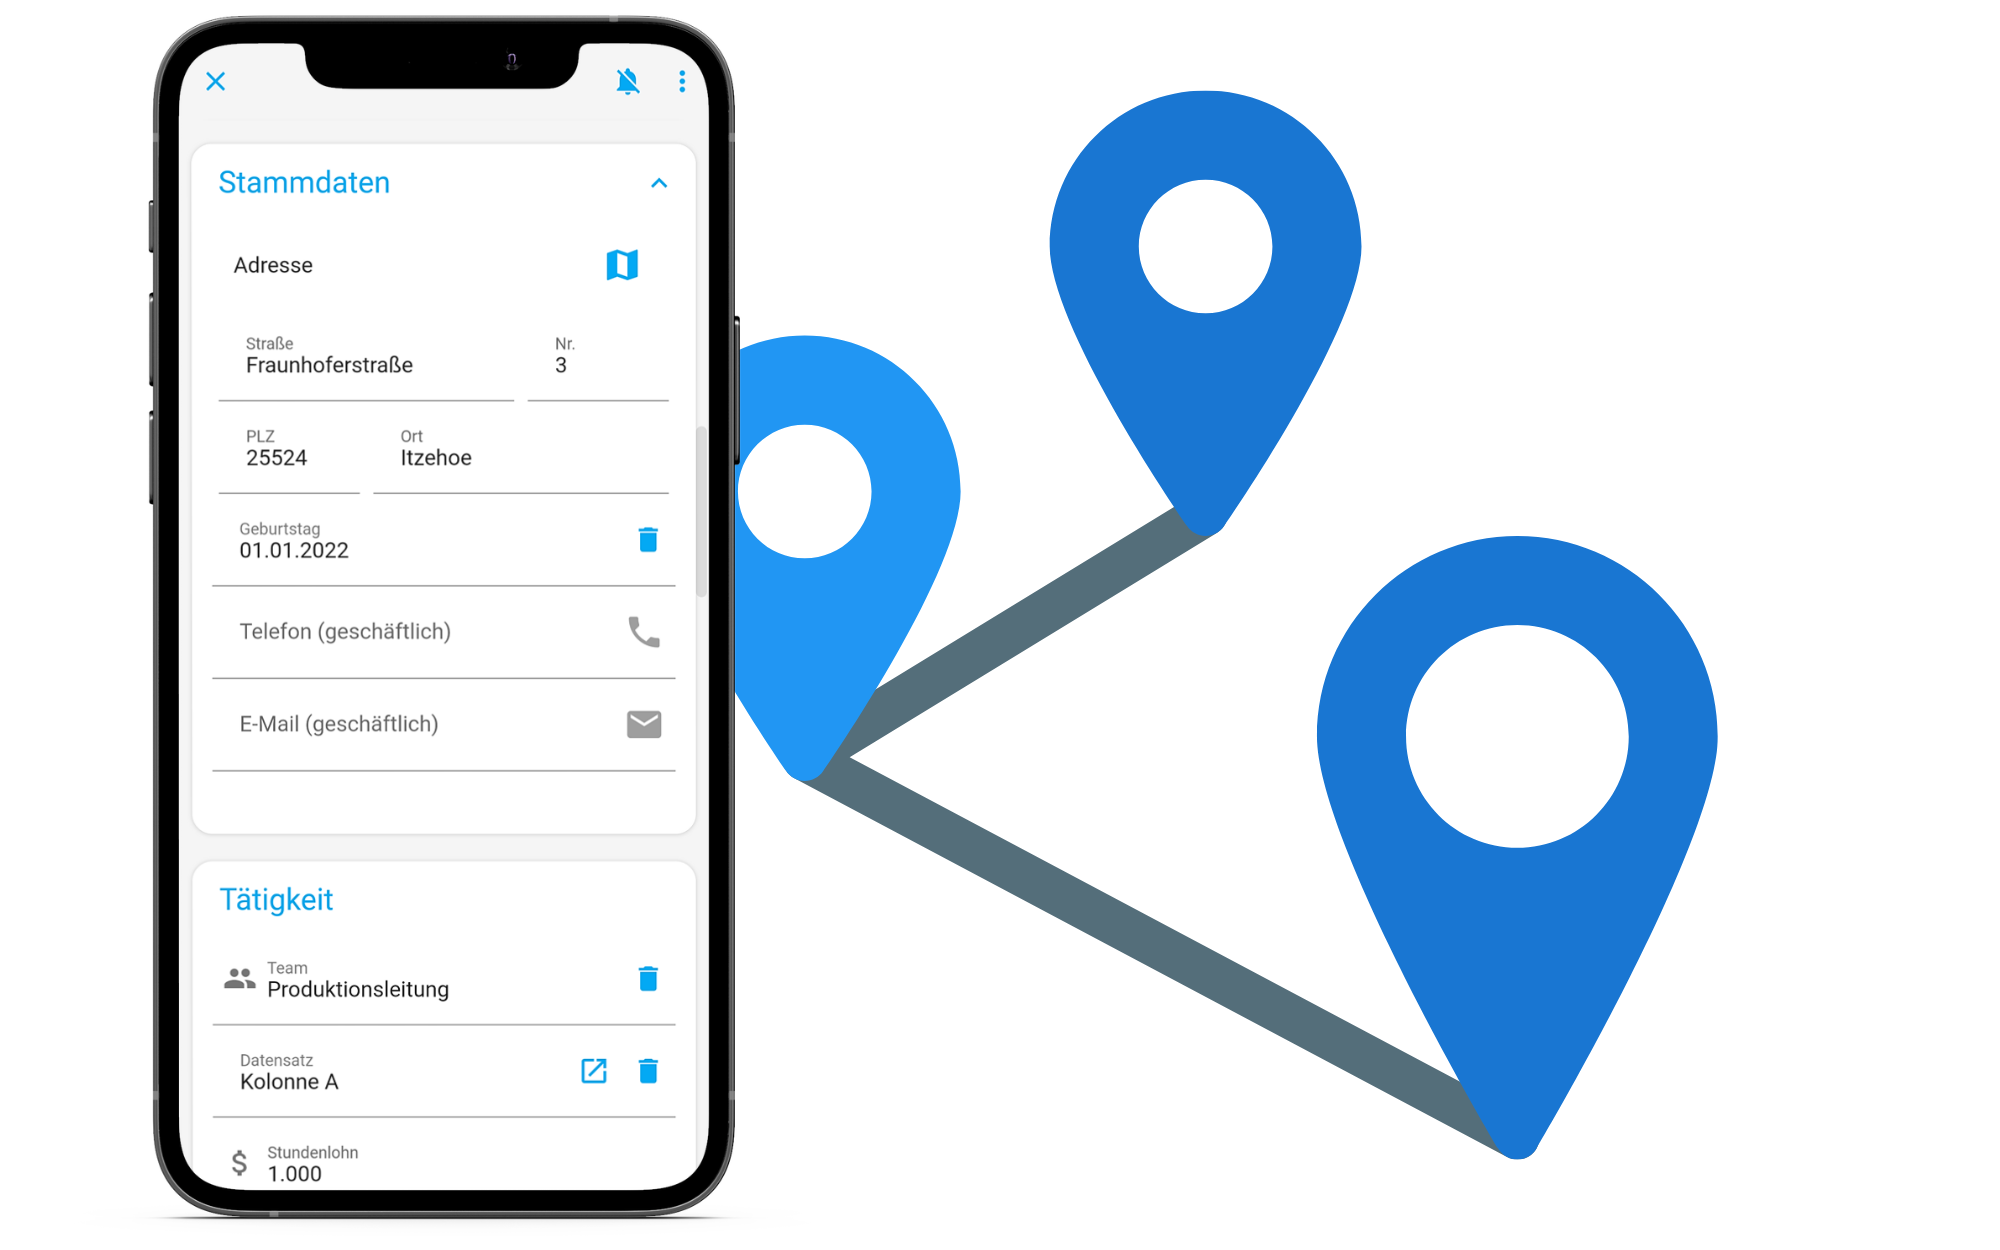 Stammdaten
Adresse
Straße Nr.
Fraunhoferstraße 3
PLZ Ort
25524 Itzehoe
Geburtstag
01.01.2022
Telefon (geschäftlich)
E-Mail (geschäftlich)
Tätigkeit
Team
Produktionsleitung
Datensatz
Kolonne A
Stundenlohn
1.000